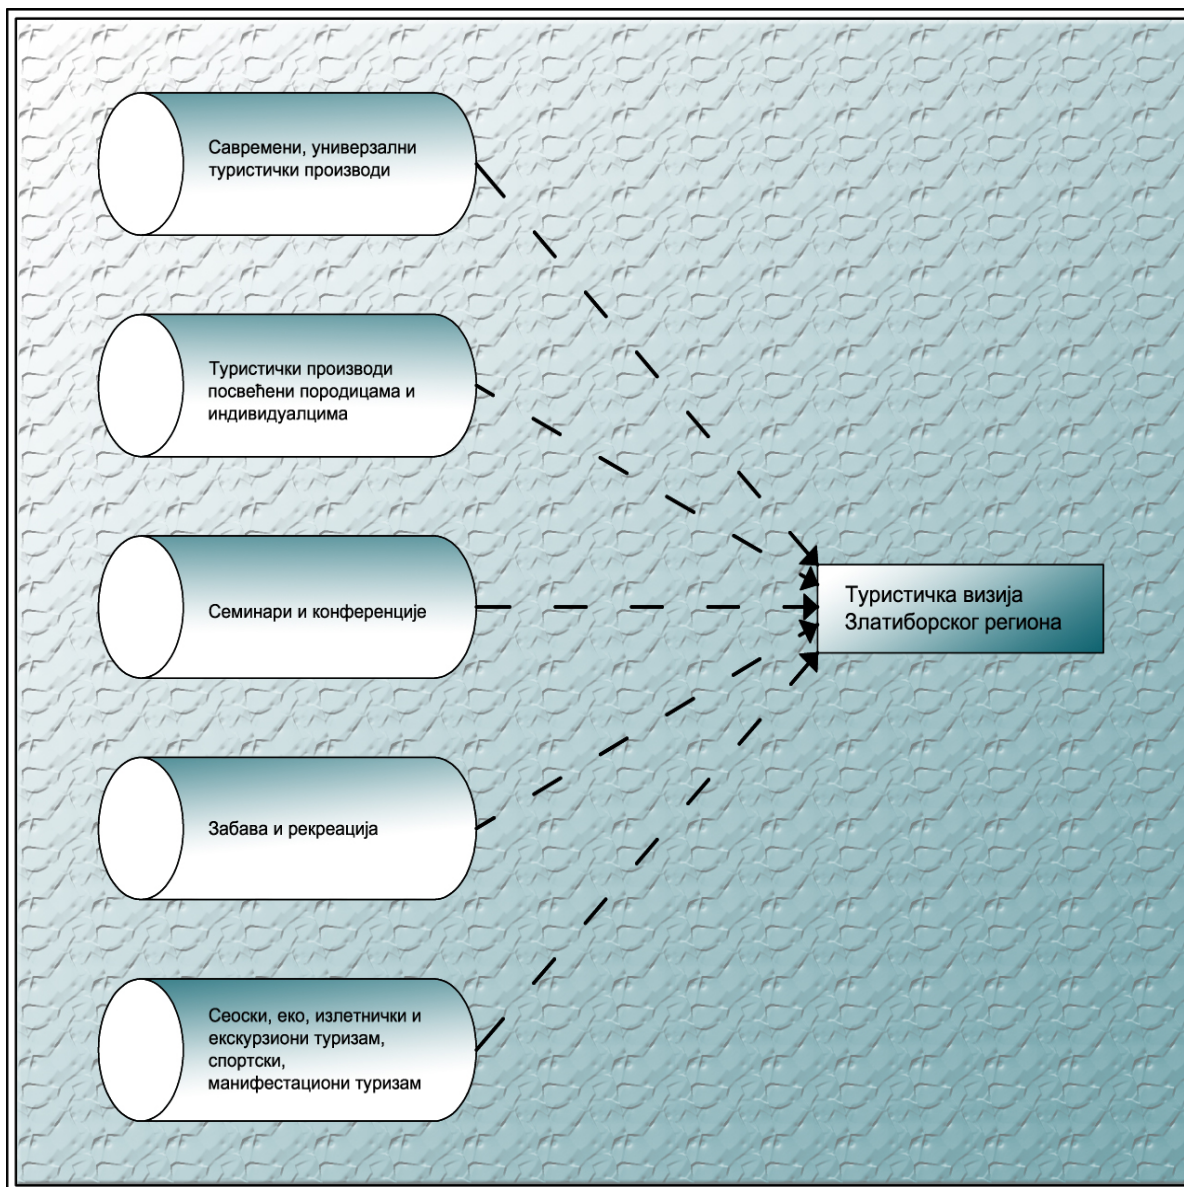 Савремени, универзални
туристички производи
Туристички производи
посвећени породицама и
индивидуалцима
Семинари и конференције
Забава и рекреација
Сеоски, еко, излетнички и
екскурзиони туризам,
спортски,
манифестациони туризам
Туристичка визија
Златиборског региона